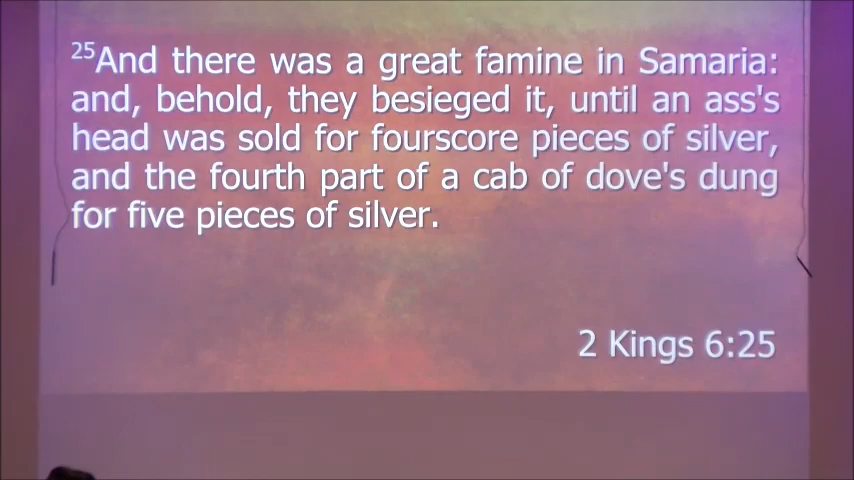 25And there was a great famine in Samaria:
and, behold, they besieged it, until an ass's
head was sold for fourscore pieces of silver,
and the fourth part of a cab of dove's dung
for five pieces of silver.
2 Kings 6:25